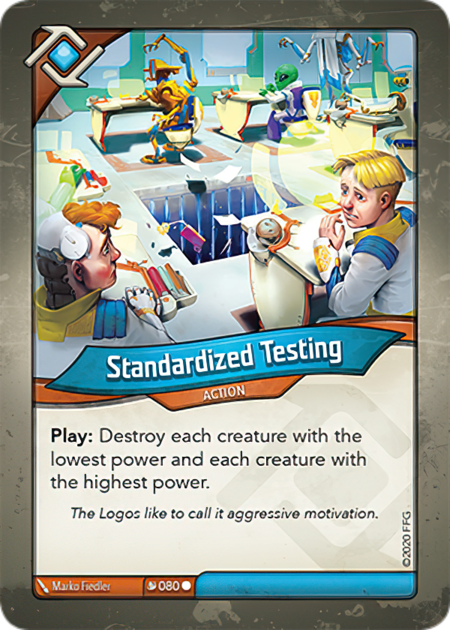 Standardized Testing
ACTION
Play: Destroy each creature with the
lowest power and each creature with
the highest power.
The Logos like to call it aggressive motivation.
©2020 FFG
Marko Fiedler
080